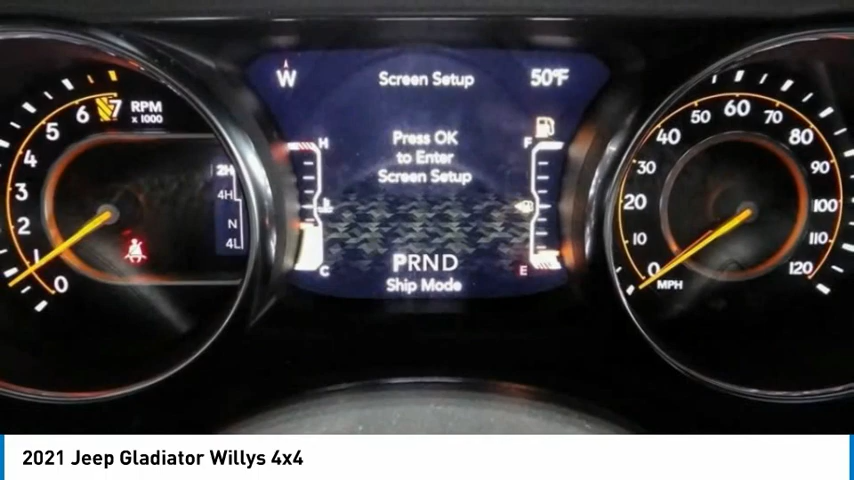 W
Screen Setup
50°F
Press OK
to Enter
Screen Setup
H
C
F
E
PRND
Ship Mode
0
1
2
3
4
5
6
7
RPM
x 1000
2H
4H
N
4L
0
10
20
30
40
50
60
70
80
90
100
110
120
MPH
2021 Jeep Gladiator Willys 4x4